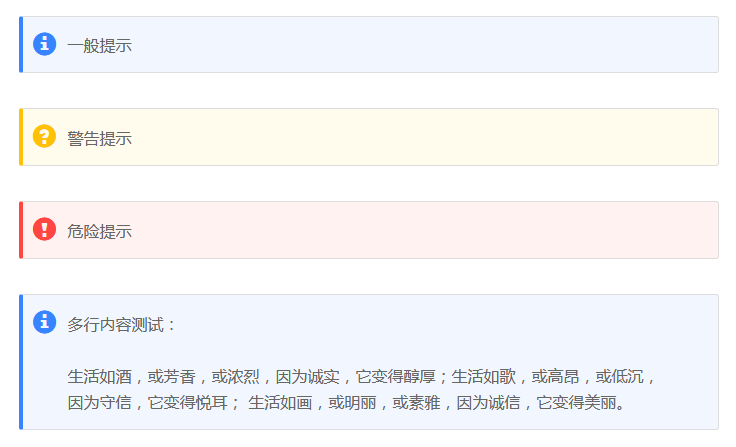 一般提示
警告提示
危险提示
多行内容测试：
生活如酒，或芳香，或浓烈，因为诚实，它变得醇厚；生活如歌，或高昂，或低沉，
因为守信，它变得悦耳； 生活如画，或明丽，或素雅，因为诚信，它变得美丽。